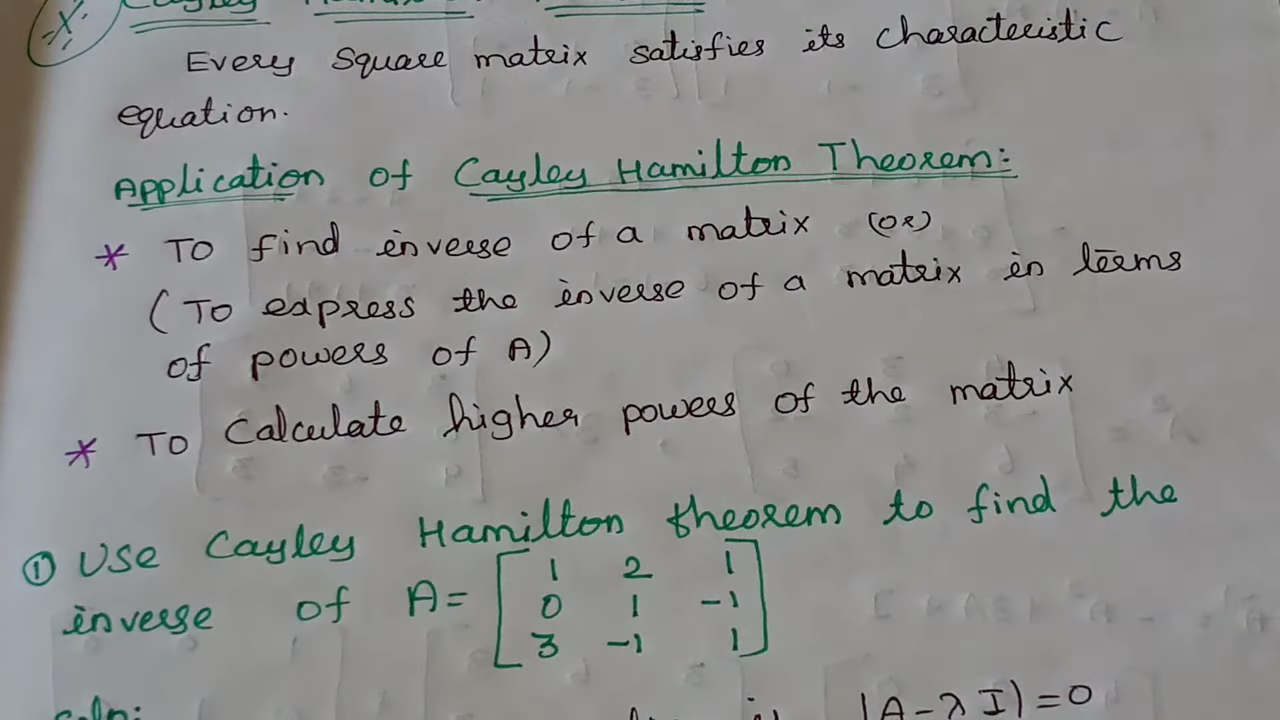 Every Square matrix satisfies its characteristic
equation.
Application of Cayley Hamilton Theorem:
* To find inverse of a matrix (OR)
(To express the inverse of a matrix in terms
of powers of A)
* To Calculate higher powers of the matrix
① Use Cayley Hamilton theorem to find the
inverse of A= [ 1 2 1
0 1 -1
3 -1 1 ]
|A-λI|=0